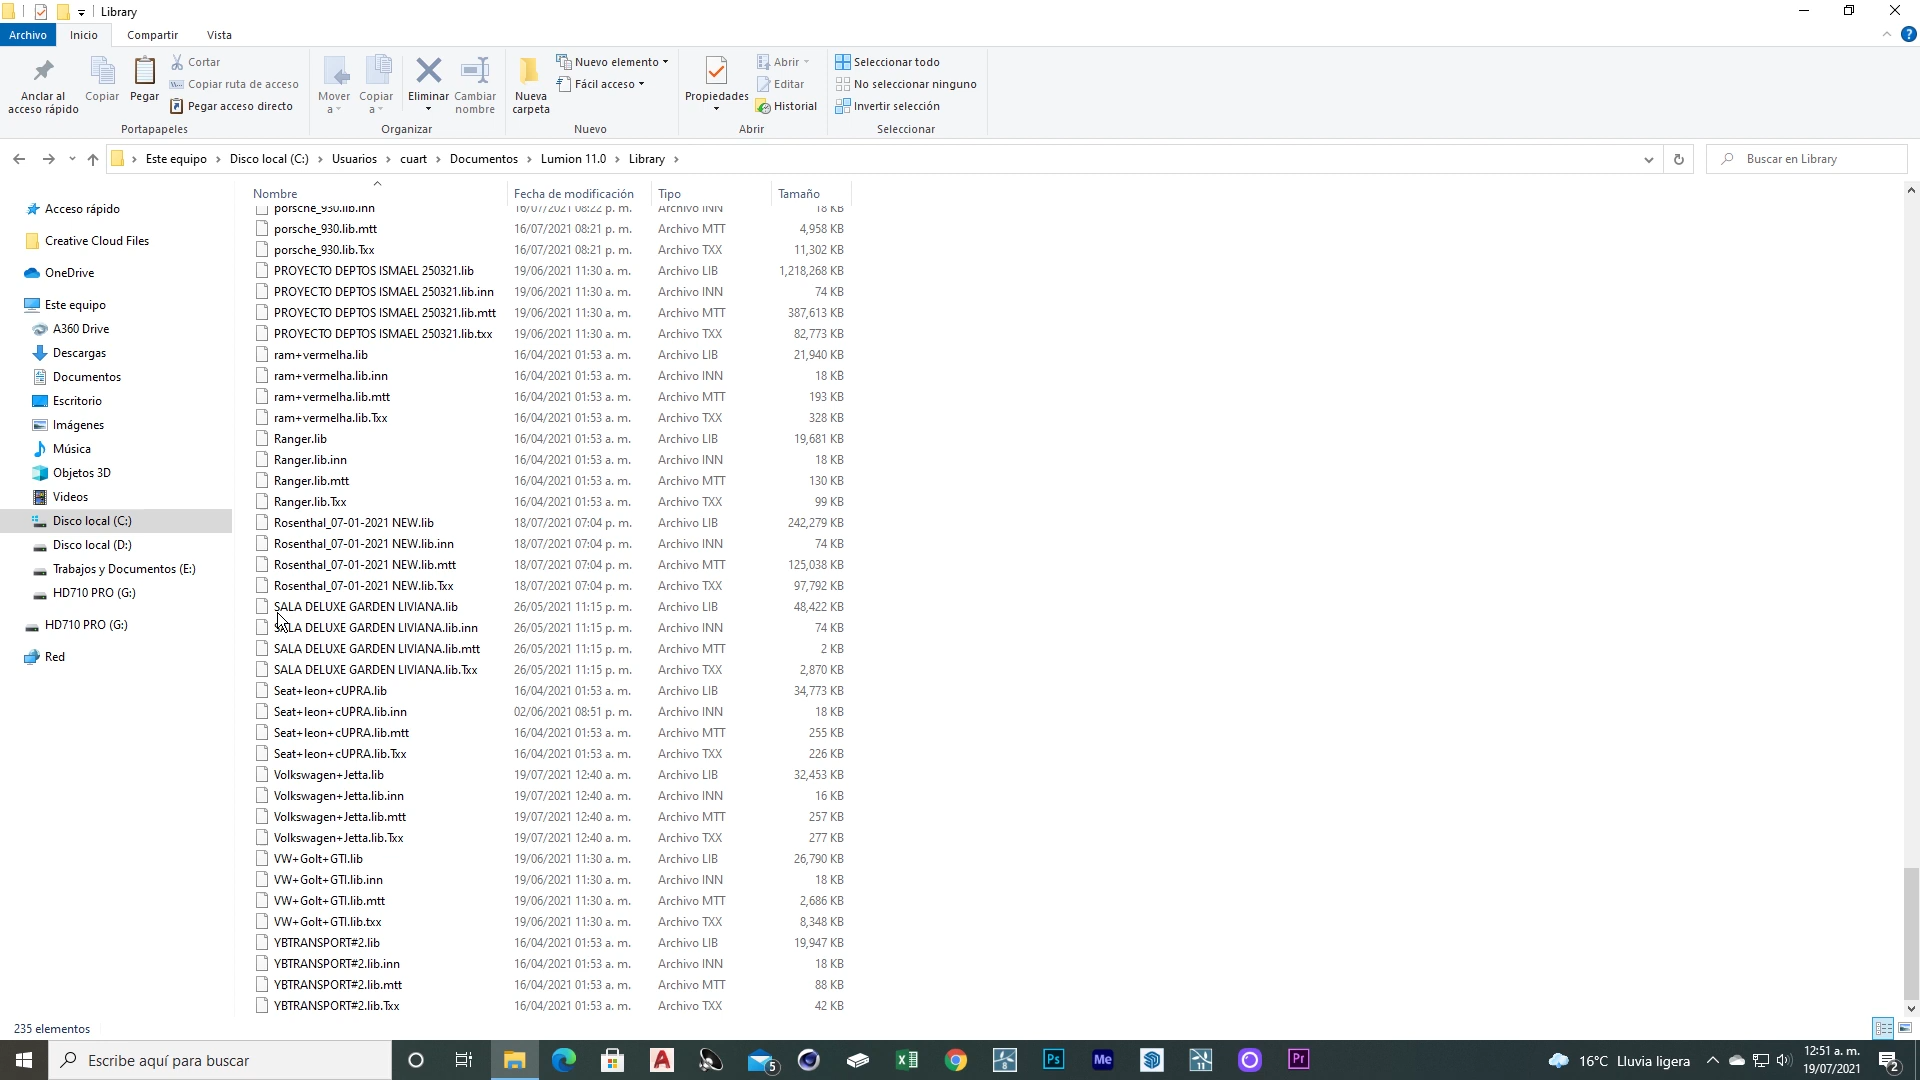 Library
Archivo Inicio Compartir Vista
Anclar al acceso rápido
Copiar
Pegar
Cortar
Copiar ruta de acceso
Pegar acceso directo
Portapapeles
Mover a
Copiar a
Eliminar
Cambiar nombre
Organizar
Nueva carpeta
Nuevo elemento
Fácil acceso
Nuevo
Propiedades
Abrir
Editar
Historial
Abrir
Seleccionar todo
No seleccionar ninguno
Invertir selección
Seleccionar
Este equipo › Disco local (C:) › Usuarios › cuart › Documentos › Lumion 11.0 › Library ›
Buscar en Library
Acceso rápido
Creative Cloud Files
OneDrive
Este equipo
A360 Drive
Descargas
Documentos
Escritorio
Imágenes
Música
Objetos 3D
Videos
Disco local (C:)
Disco local (D:)
Trabajos y Documentos (E:)
HD710 PRO (G:)
HD710 PRO (G:)
Red
Nombre Fecha de modificación Tipo Tamaño
porsche_930.lib.inn 16/07/2021 08:22 p. m. Archivo INN 18 KB
porsche_930.lib.mtt 16/07/2021 08:21 p. m. Archivo MTT 4,958 KB
porsche_930.lib.Txx 16/07/2021 08:21 p. m. Archivo TXX 11,302 KB
PROYECTO DEPTOS ISMAEL 250321.lib 19/06/2021 11:30 a. m. Archivo LIB 1,218,268 KB
PROYECTO DEPTOS ISMAEL 250321.lib.inn 19/06/2021 11:30 a. m. Archivo INN 74 KB
PROYECTO DEPTOS ISMAEL 250321.lib.mtt 19/06/2021 11:30 a. m. Archivo MTT 387,613 KB
PROYECTO DEPTOS ISMAEL 250321.lib.txx 19/06/2021 11:30 a. m. Archivo TXX 82,773 KB
ram+vermelha.lib 16/04/2021 01:53 a. m. Archivo LIB 21,940 KB
ram+vermelha.lib.inn 16/04/2021 01:53 a. m. Archivo INN 18 KB
ram+vermelha.lib.mtt 16/04/2021 01:53 a. m. Archivo MTT 193 KB
ram+vermelha.lib.Txx 16/04/2021 01:53 a. m. Archivo TXX 328 KB
Ranger.lib 16/04/2021 01:53 a. m. Archivo LIB 19,681 KB
Ranger.lib.inn 16/04/2021 01:53 a. m. Archivo INN 18 KB
Ranger.lib.mtt 16/04/2021 01:53 a. m. Archivo MTT 130 KB
Ranger.lib.Txx 16/04/2021 01:53 a. m. Archivo TXX 99 KB
Rosenthal_07-01-2021 NEW.lib 18/07/2021 07:04 p. m. Archivo LIB 242,279 KB
Rosenthal_07-01-2021 NEW.lib.inn 18/07/2021 07:04 p. m. Archivo INN 74 KB
Rosenthal_07-01-2021 NEW.lib.mtt 18/07/2021 07:04 p. m. Archivo MTT 125,038 KB
Rosenthal_07-01-2021 NEW.lib.Txx 18/07/2021 07:04 p. m. Archivo TXX 97,792 KB
SALA DELUXE GARDEN LIVIANA.lib 26/05/2021 11:15 p. m. Archivo LIB 48,422 KB
SALA DELUXE GARDEN LIVIANA.lib.inn 26/05/2021 11:15 p. m. Archivo INN 74 KB
SALA DELUXE GARDEN LIVIANA.lib.mtt 26/05/2021 11:15 p. m. Archivo MTT 2 KB
SALA DELUXE GARDEN LIVIANA.lib.Txx 26/05/2021 11:15 p. m. Archivo TXX 2,870 KB
Seat+leon+cUPRA.lib 16/04/2021 01:53 a. m. Archivo LIB 34,773 KB
Seat+leon+cUPRA.lib.inn 02/06/2021 08:51 p. m. Archivo INN 18 KB
Seat+leon+cUPRA.lib.mtt 16/04/2021 01:53 a. m. Archivo MTT 255 KB
Seat+leon+cUPRA.lib.Txx 16/04/2021 01:53 a. m. Archivo TXX 226 KB
Volkswagen+Jetta.lib 19/07/2021 12:40 a. m. Archivo LIB 32,453 KB
Volkswagen+Jetta.lib.inn 19/07/2021 12:40 a. m. Archivo INN 16 KB
Volkswagen+Jetta.lib.mtt 19/07/2021 12:40 a. m. Archivo MTT 257 KB
Volkswagen+Jetta.lib.Txx 19/07/2021 12:40 a. m. Archivo TXX 277 KB
VW+Golt+GTI.lib 19/06/2021 11:30 a. m. Archivo LIB 26,790 KB
VW+Golt+GTI.lib.inn 19/06/2021 11:30 a. m. Archivo INN 18 KB
VW+Golt+GTI.lib.mtt 19/06/2021 11:30 a. m. Archivo MTT 2,686 KB
VW+Golt+GTI.lib.txx 19/06/2021 11:30 a. m. Archivo TXX 8,348 KB
YBTRANSPORT#2.lib 16/04/2021 01:53 a. m. Archivo LIB 19,947 KB
YBTRANSPORT#2.lib.inn 16/04/2021 01:53 a. m. Archivo INN 18 KB
YBTRANSPORT#2.lib.mtt 16/04/2021 01:53 a. m. Archivo MTT 88 KB
YBTRANSPORT#2.lib.Txx 16/04/2021 01:53 a. m. Archivo TXX 42 KB
235 elementos
Escribe aquí para buscar
5
8
Ps
Me
11
Pr
16°C Lluvia ligera
12:51 a. m.
19/07/2021
2